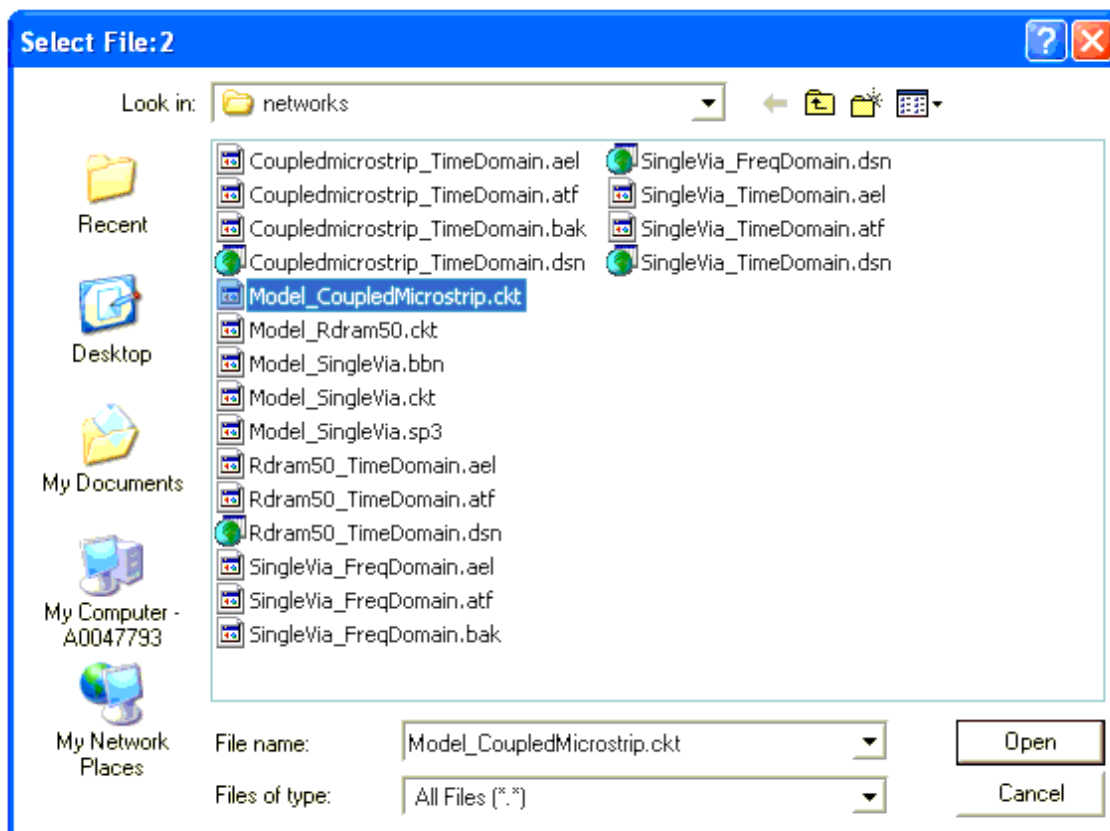 Select File:2
Look in:
networks
Recent
Desktop
My Documents
My Computer -
A0047793
My Network
Places
Coupledmicrostrip_TimeDomain.ael
Coupledmicrostrip_TimeDomain.atf
Coupledmicrostrip_TimeDomain.bak
Coupledmicrostrip_TimeDomain.dsn
Model_CoupledMicrostrip.ckt
Model_Rdram50.ckt
Model_SingleVia.bbn
Model_SingleVia.ckt
Model_SingleVia.sp3
Rdram50_TimeDomain.ael
Rdram50_TimeDomain.atf
Rdram50_TimeDomain.dsn
SingleVia_FreqDomain.ael
SingleVia_FreqDomain.atf
SingleVia_FreqDomain.bak
SingleVia_FreqDomain.dsn
SingleVia_TimeDomain.ael
SingleVia_TimeDomain.atf
SingleVia_TimeDomain.dsn
File name:
Model_CoupledMicrostrip.ckt
Open
Files of type:
All Files (*.*)
Cancel